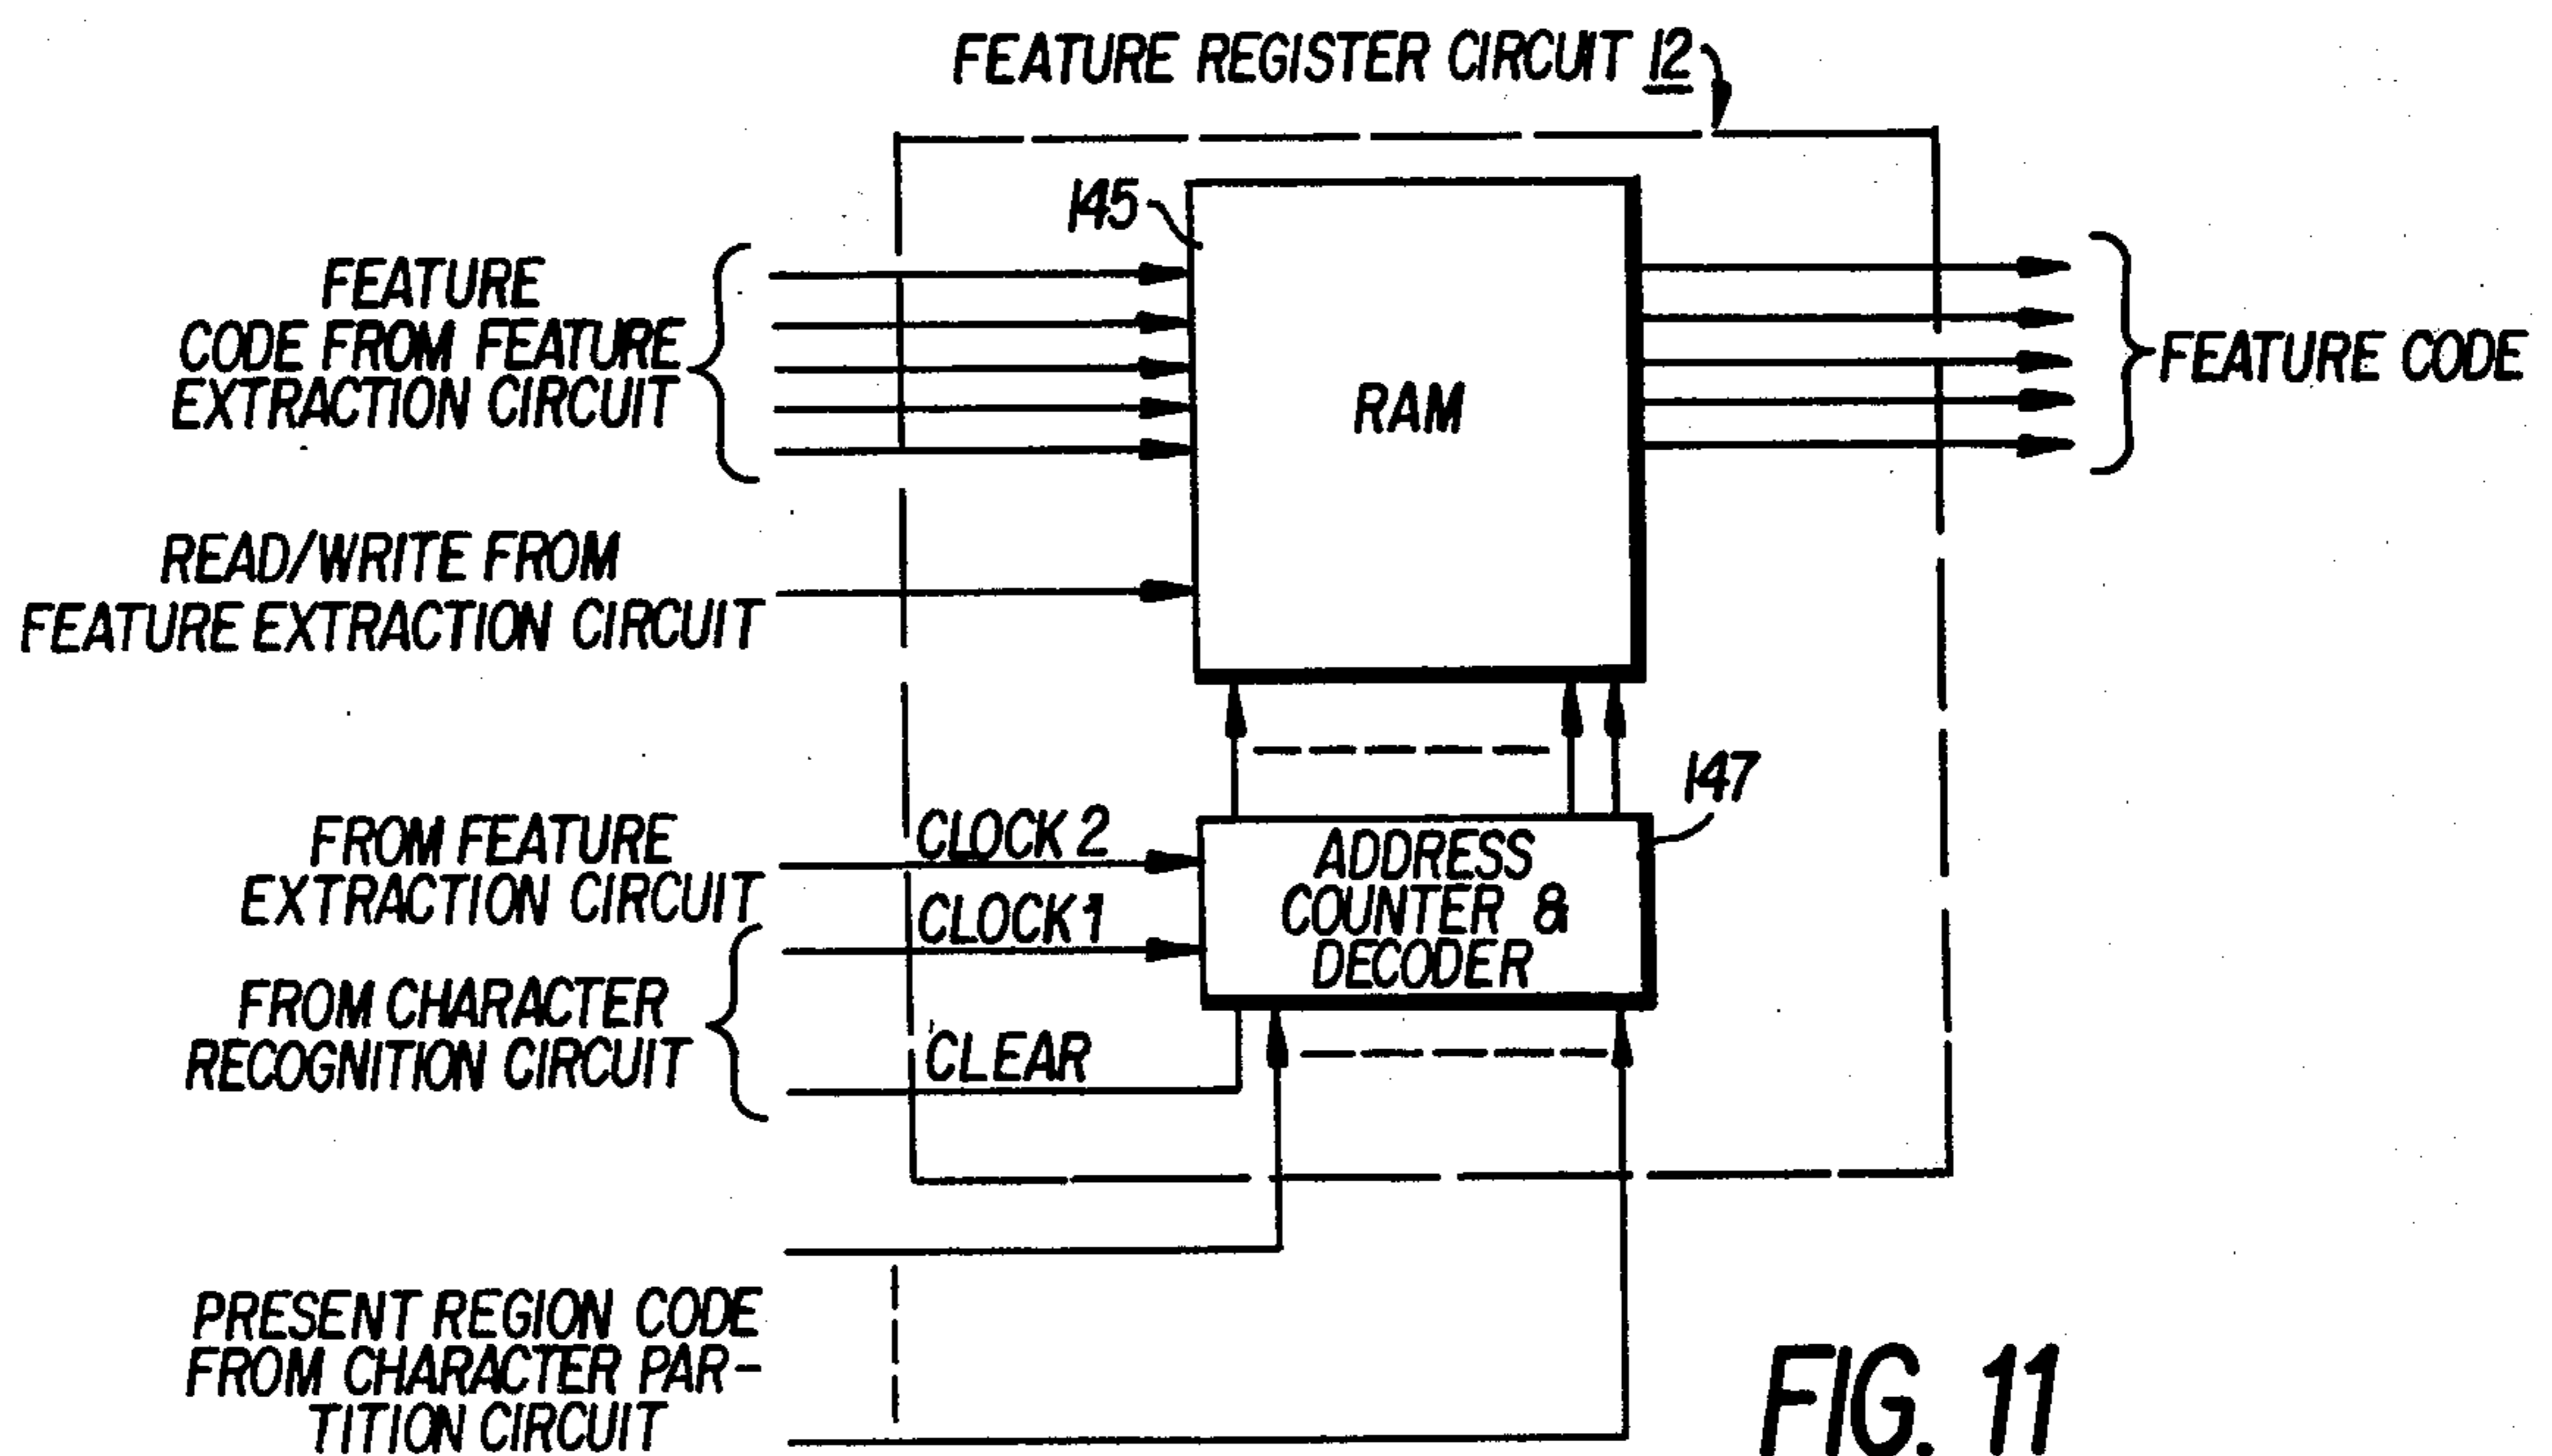 FEATURE REGISTER CIRCUIT 12
145
FEATURE
CODE FROM FEATURE
EXTRACTION CIRCUIT
RAM
FEATURE CODE
READ/WRITE FROM
FEATURE EXTRACTION CIRCUIT
147
FROM FEATURE
EXTRACTION CIRCUIT
CLOCK 2
CLOCK 1
ADDRESS
COUNTER &
DECODER
FROM CHARACTER
RECOGNITION CIRCUIT
CLEAR
PRESENT REGION CODE
FROM CHARACTER PAR-
TITION CIRCUIT
FIG. 11